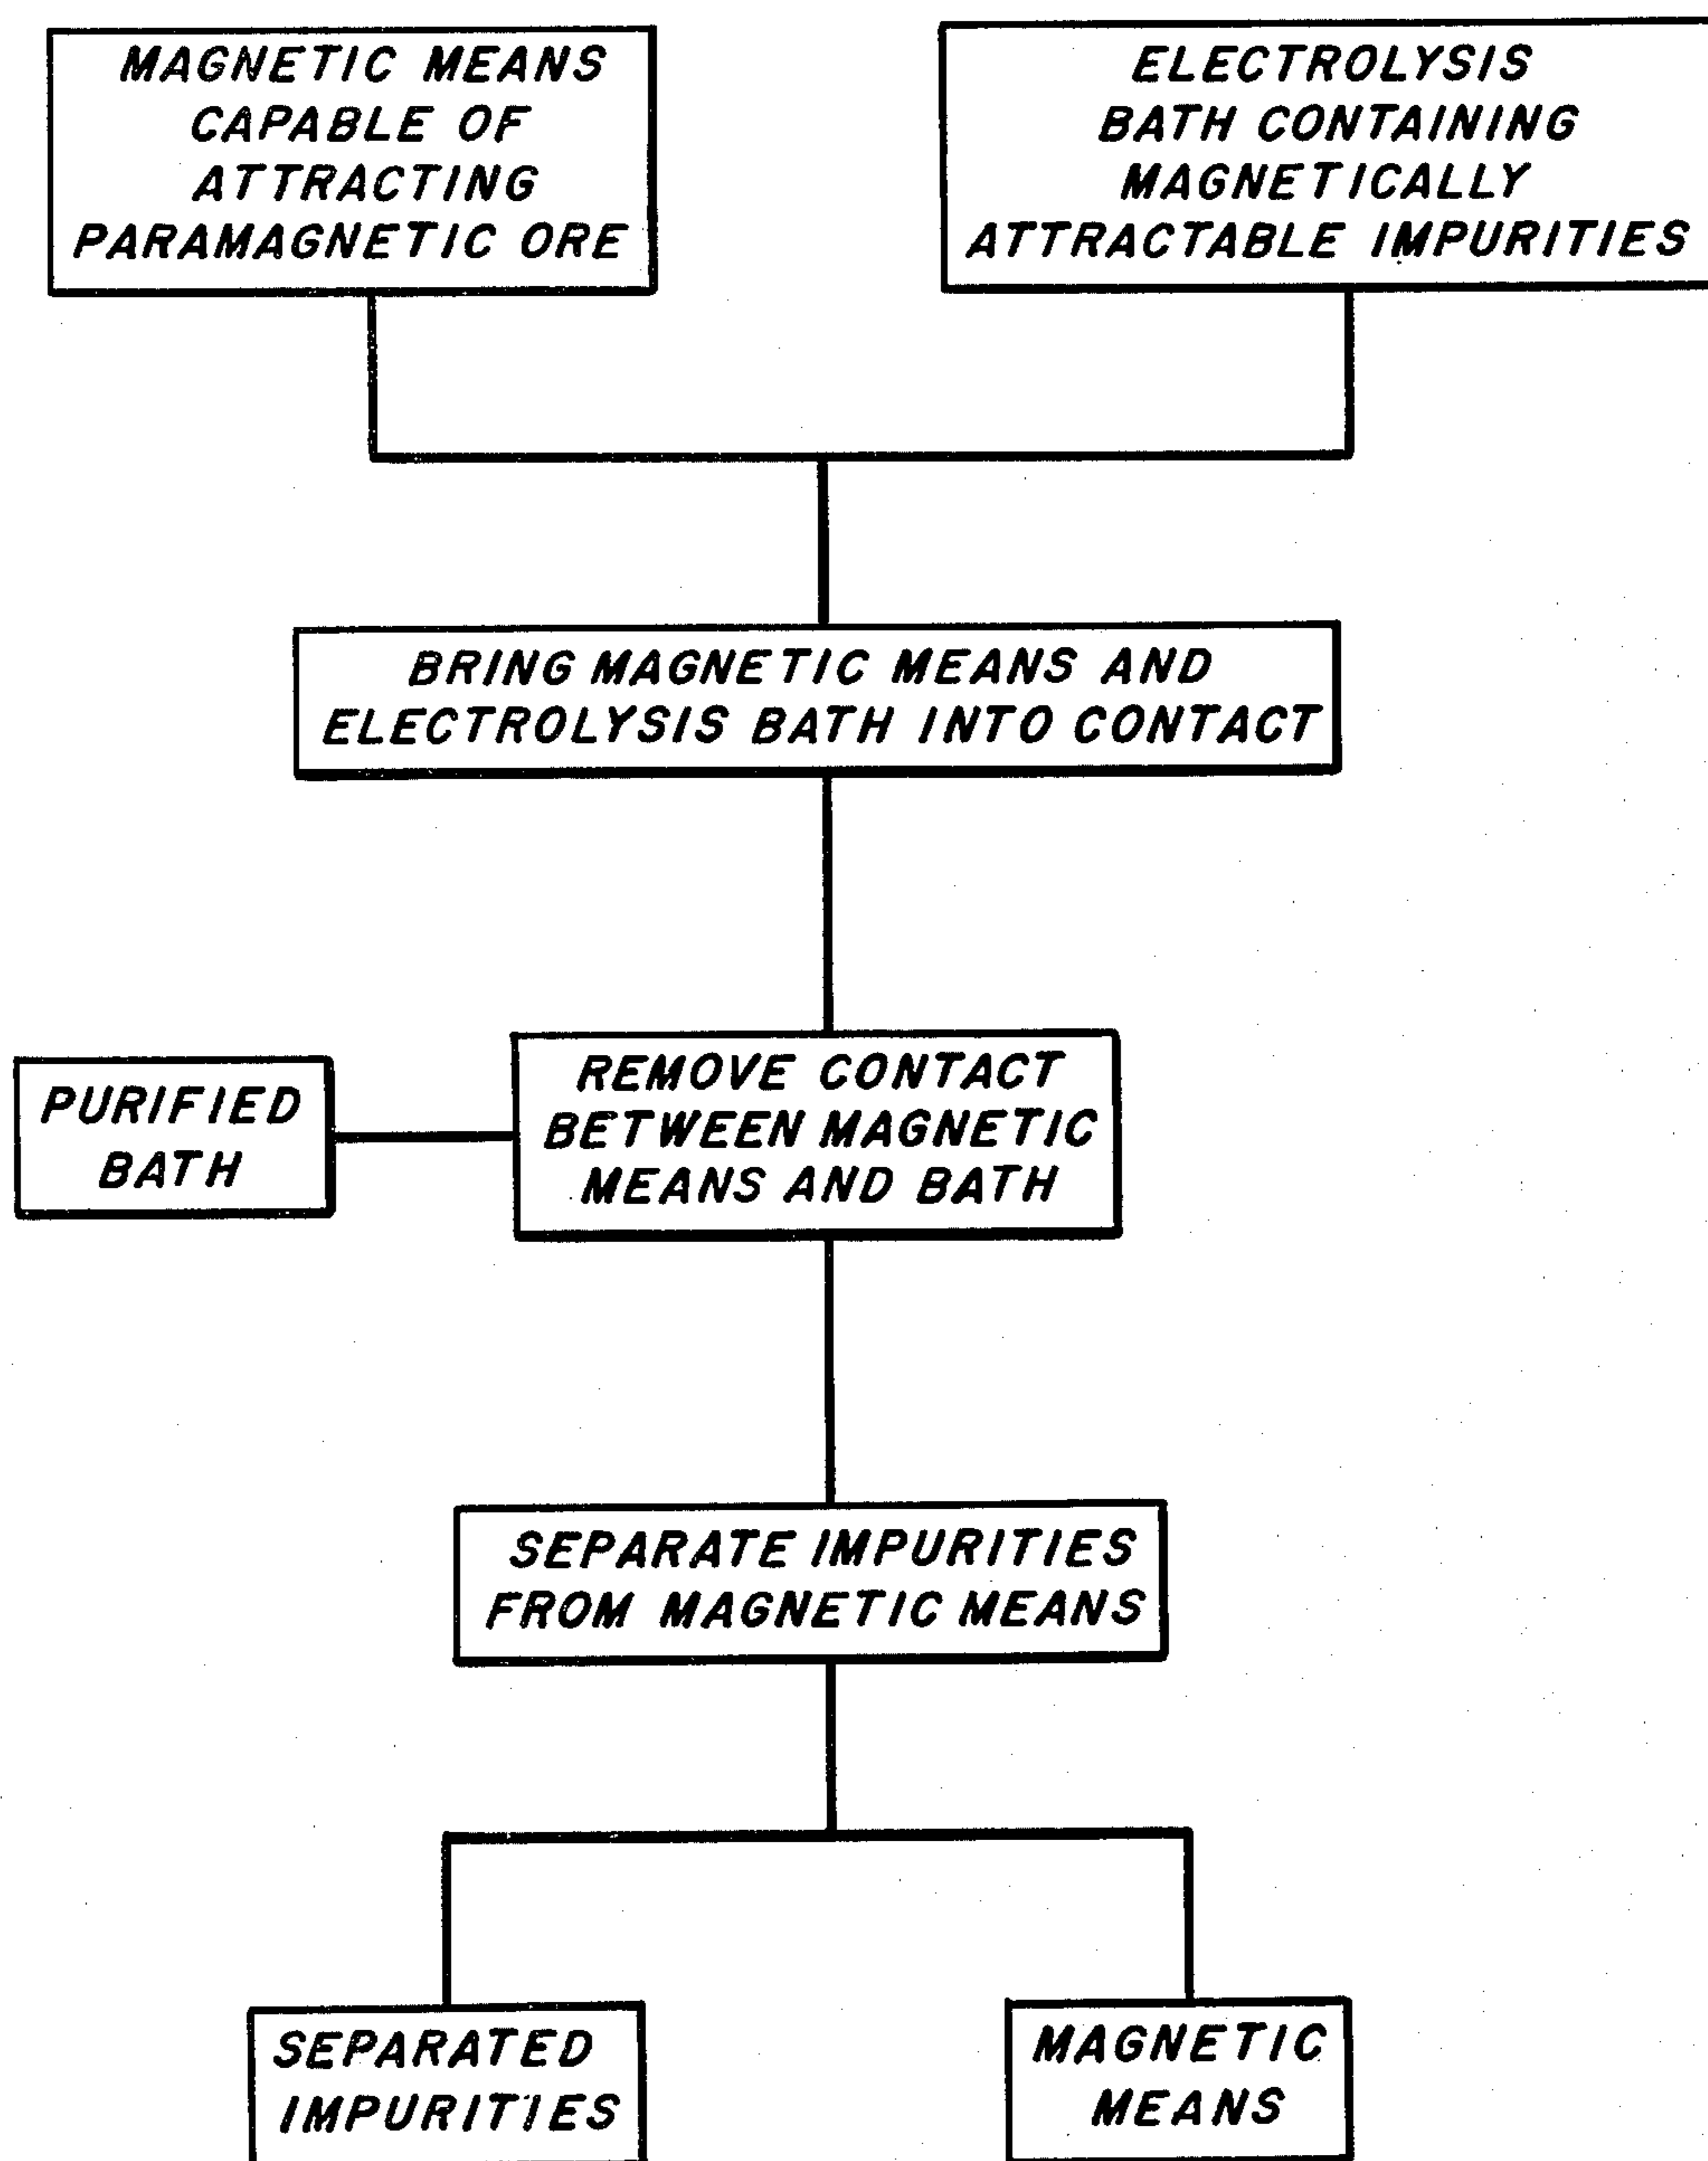 MAGNETIC MEANS
CAPABLE OF
ATTRACTING
PARAMAGNETIC ORE
ELECTROLYSIS
BATH CONTAINING
MAGNETICALLY
ATTRACTABLE IMPURITIES
BRING MAGNETIC MEANS AND
ELECTROLYSIS BATH INTO CONTACT
PURIFIED
BATH
REMOVE CONTACT
BETWEEN MAGNETIC
MEANS AND BATH
SEPARATE IMPURITIES
FROM MAGNETIC MEANS
SEPARATED
IMPURITIES
MAGNETIC
MEANS